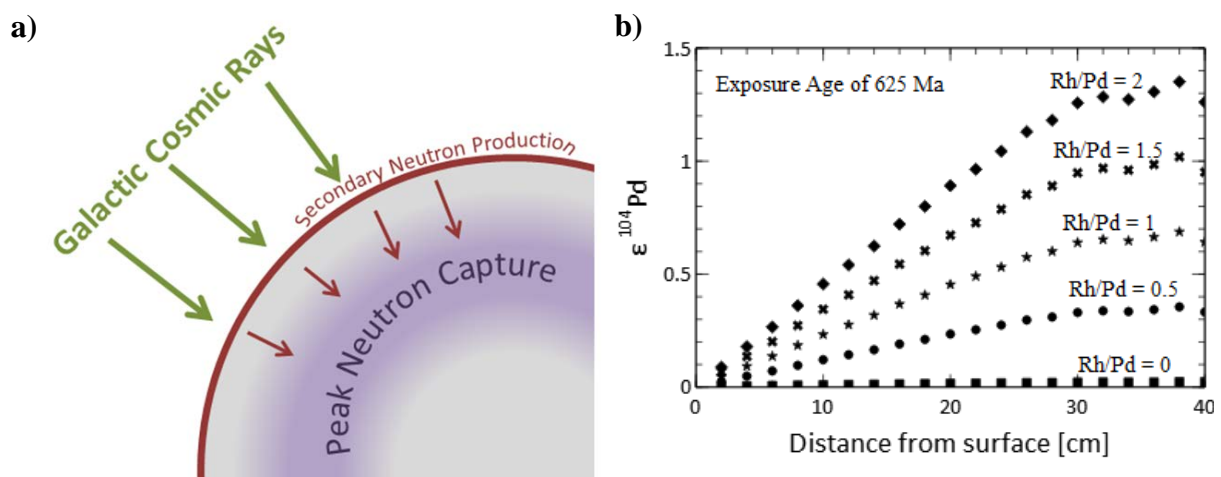 a)
Galactic Cosmic Rays
Secondary Neutron Production
Peak Neutron Capture
b)
1.5
Exposure Age of 625 Ma
Rh/Pd = 2
Rh/Pd = 1.5
1
Rh/Pd = 1
ε 104Pd
0.5
Rh/Pd = 0.5
Rh/Pd = 0
0
0 10 20 30 40
Distance from surface [cm]